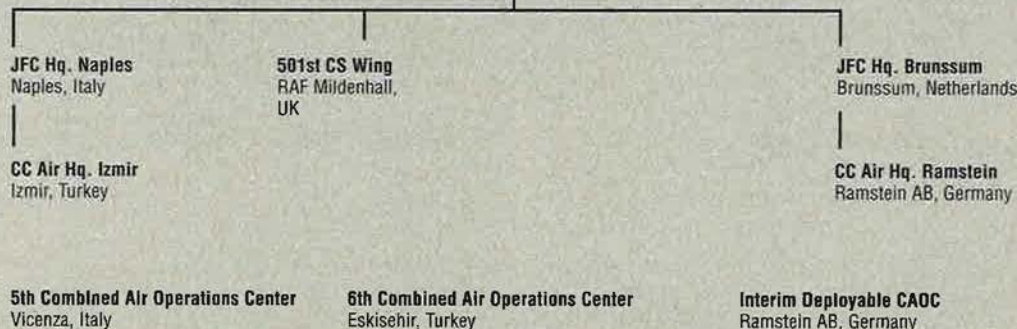 JFC Hq. Naples
Naples, Italy
501st CS Wing
RAF Mildenhall,
UK
JFC Hq. Brunssum
Brunssum, Netherlands
CC Air Hq. Izmir
Izmir, Turkey
CC Air Hq. Ramstein
Ramstein AB, Germany
5th Combined Air Operations Center
Vicenza, Italy
6th Combined Air Operations Center
Eskisehir, Turkey
Interim Deployable CAOC
Ramstein AB, Germany